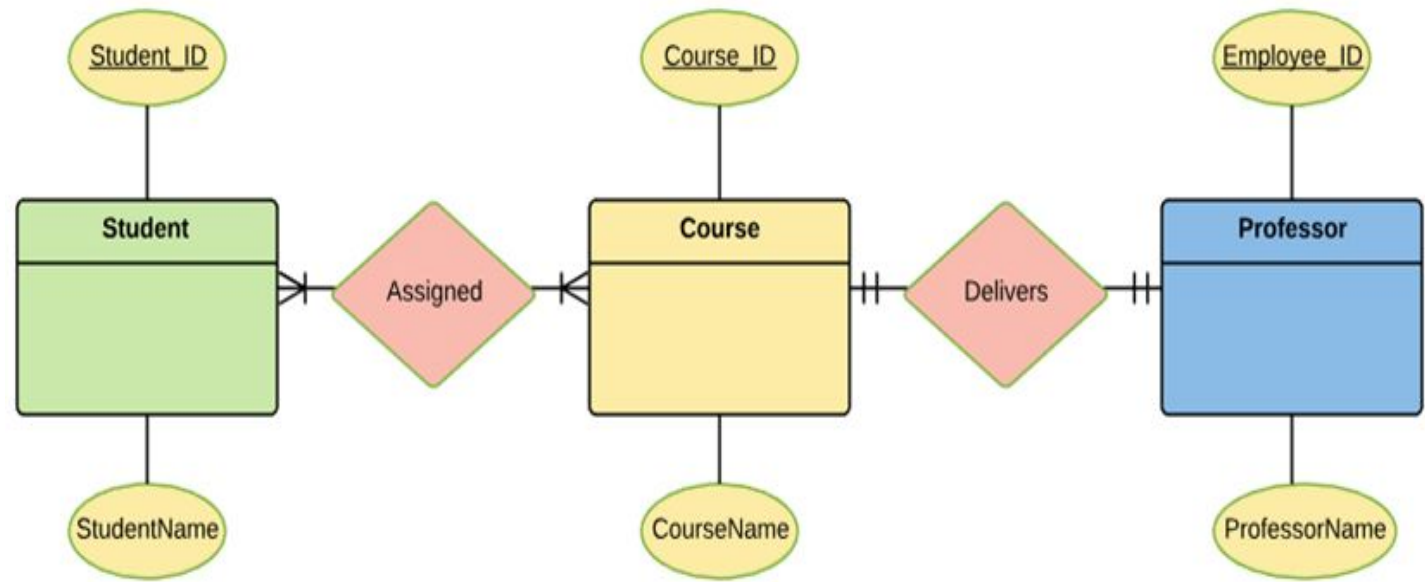 Student_ID
Course_ID
Employee_ID
Student
Course
Professor
Assigned
Delivers
StudentName
CourseName
ProfessorName